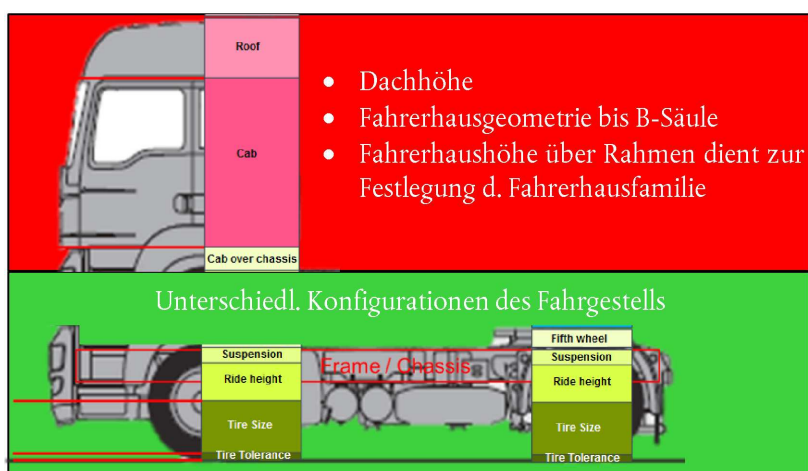 Roof
Cab
Cab over chassis
• Dachhöhe
• Fahrerhausgeometrie bis B-Säule
• Fahrerhaushöhe über Rahmen dient zur
Festlegung d. Fahrerhausfamilie
Unterschiedl. Konfigurationen des Fahrgestells
Frame / Chassis
Suspension
Ride height
Tire Size
Tire Tolerance
Fifth wheel
Suspension
Ride height
Tire Size
Tire Tolerance